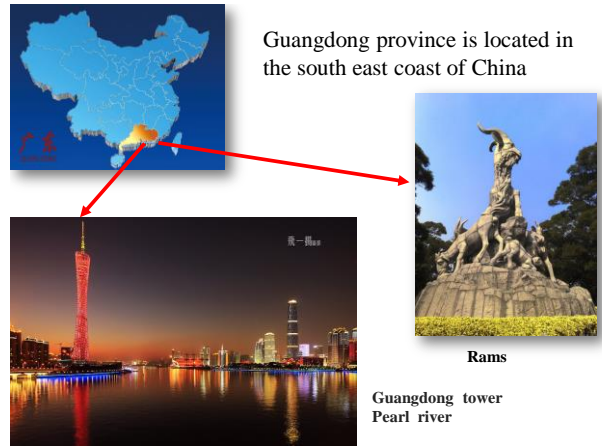 Guangdong province is located in
the south east coast of China
广东
Rams
Guangdong tower
Pearl river